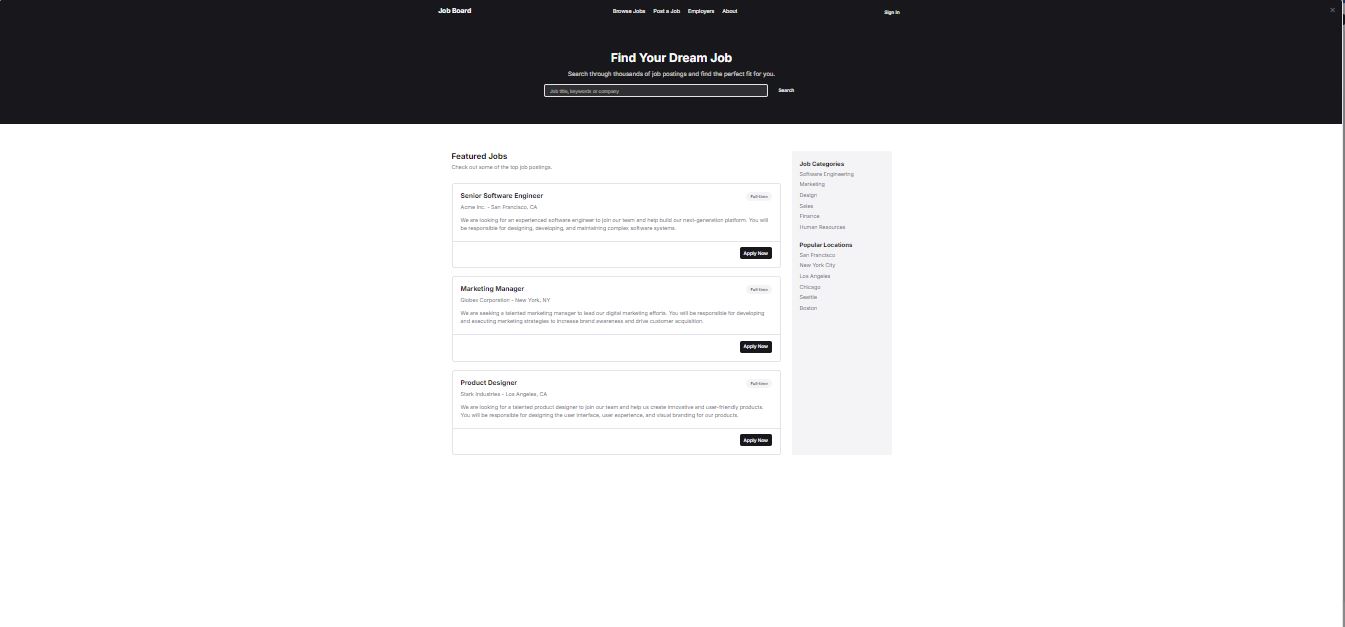 Job Board
Browse Jobs Post a Job Employers About
Sign In
Find Your Dream Job
Search through thousands of job postings and find the perfect fit for you.
Job title, keywords or company
Search
Featured Jobs
Check out some of the top job postings.
Senior Software Engineer
Full-time
Acme Inc. - San Francisco, CA
We are looking for an experienced software engineer to join our team and help build our next-generation platform. You will
be responsible for designing, developing, and maintaining complex software systems.
Apply Now
Marketing Manager
Full-time
Globex Corporation - New York, NY
We are seeking a talented marketing manager to lead our digital marketing efforts. You will be responsible for developing
and executing marketing strategies to increase brand awareness and drive customer acquisition.
Apply Now
Product Designer
Full-time
Stark Industries - Los Angeles, CA
We are looking for a talented product designer to join our team and help us create innovative and user-friendly products.
You will be responsible for designing the user interface, user experience, and visual branding for our products.
Apply Now
Job Categories
Software Engineering
Marketing
Design
Sales
Finance
Human Resources
Popular Locations
San Francisco
New York City
Los Angeles
Chicago
Seattle
Boston